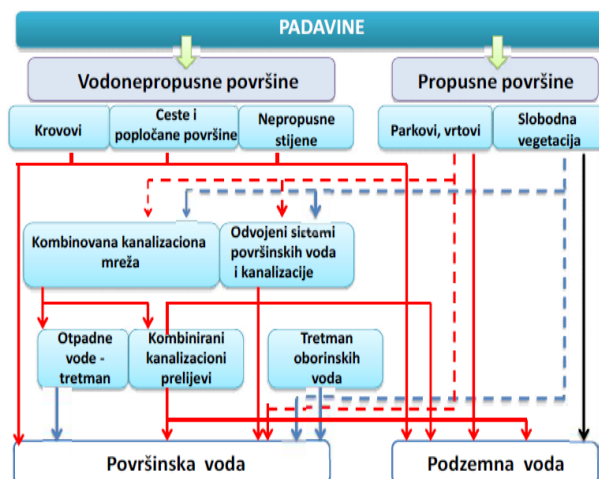 PADAVINE
Vodonepropusne površine
Propusne površine
Krovovi
Ceste i
popločane površine
Nepropusne
stijene
Parkovi, vrtovi
Slobodna
vegetacija
Kombinovana kanalizaciona
mreža
Odvojeni sistemi
površinskih voda
i kanalizacije
Otpadne
vode -
tretman
Kombinirani
kanalizacioni
prelijevi
Tretman
oborinskih
voda
Površinska voda
Podzemna voda